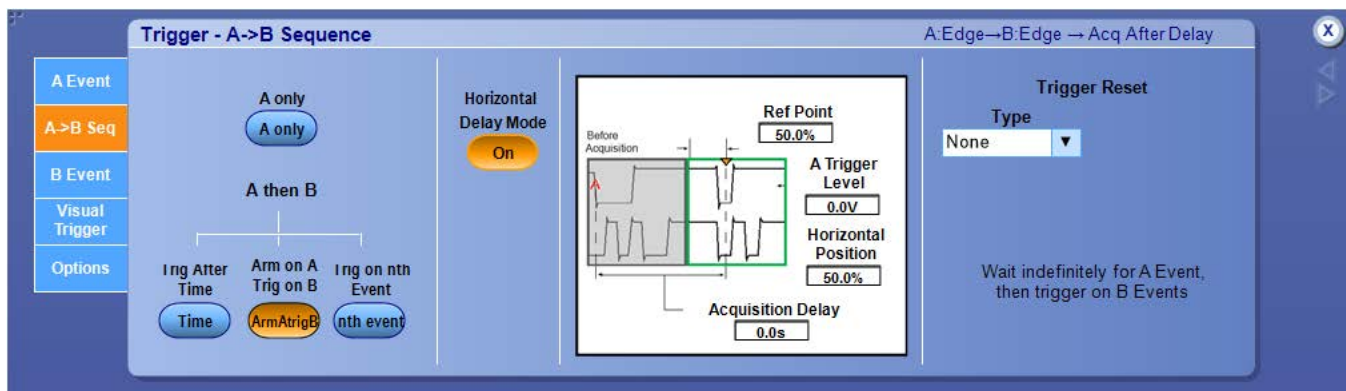 Trigger - A->B Sequence
A:Edge→B:Edge → Acq After Delay
X
A Event
A->B Seq
B Event
Visual
Trigger
Options
A only
A only
A then B
Trig After
Time
Time
Arm on A
Trig on B
ArmAtrigB
Trig on nth
Event
nth event
Horizontal
Delay Mode
On
Before
Acquisition
A
Ref Point
50.0%
A Trigger
Level
0.0V
Horizontal
Position
50.0%
Acquisition Delay
0.0s
Trigger Reset
Type
None
Wait indefinitely for A Event,
then trigger on B Events